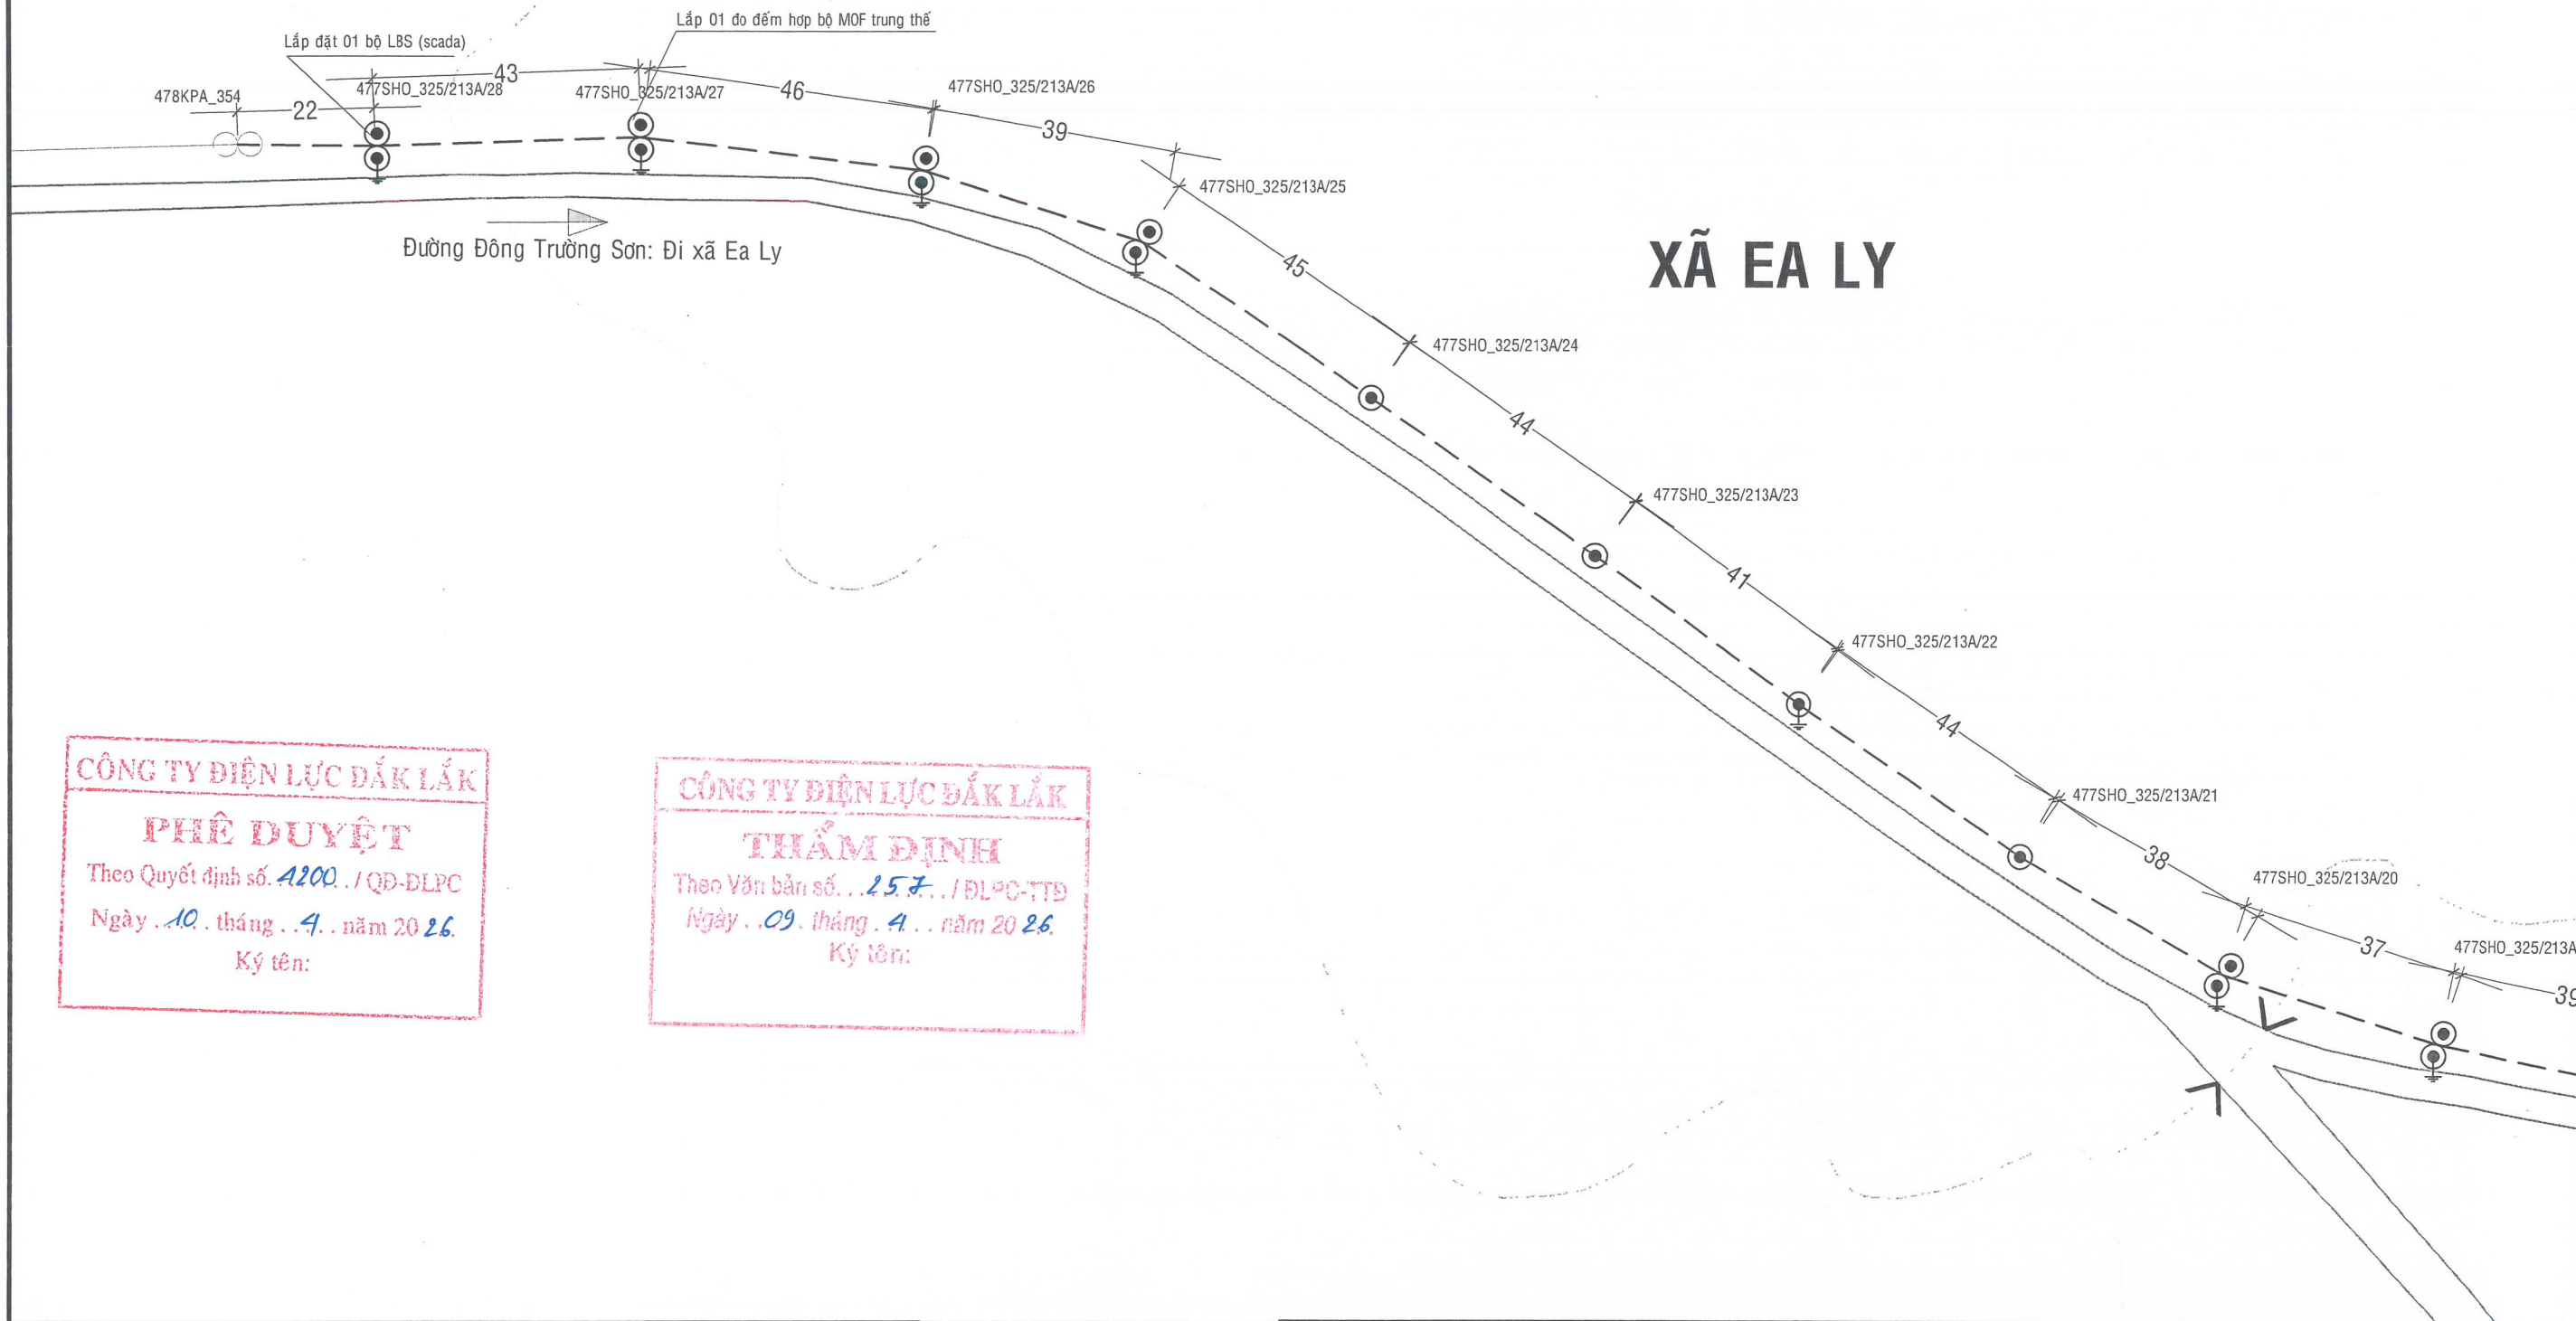 Lắp 01 đo đếm hợp bộ MOF trung thế
Lắp đặt 01 bộ LBS (scada)
43
477SHO_325/213A/28
477SHO_325/213A/27
46
477SHO_325/213A/26
478KPA_354
22
39
477SHO_325/213A/25
Đường Đông Trường Sơn: Đi xã Ea Ly
XÃ EA LY
45
477SHO_325/213A/24
44
477SHO_325/213A/23
41
477SHO_325/213A/22
44
477SHO_325/213A/21
38
477SHO_325/213A/20
37
477SHO_325/213A
39
CÔNG TY ĐIỆN LỰC ĐẮK LẮK
PHÊ DUYỆT
Theo Quyết định số. 1200../ QĐ-ĐLPC
Ngày ..10.. tháng ..4.. năm 2026.
Ký tên:
CÔNG TY ĐIỆN LỰC ĐẮK LẮK
THẨM ĐỊNH
Theo Văn bản số...257../ ĐLPC-TTĐ
Ngày ..09. tháng .4... năm 2026.
Ký tên: